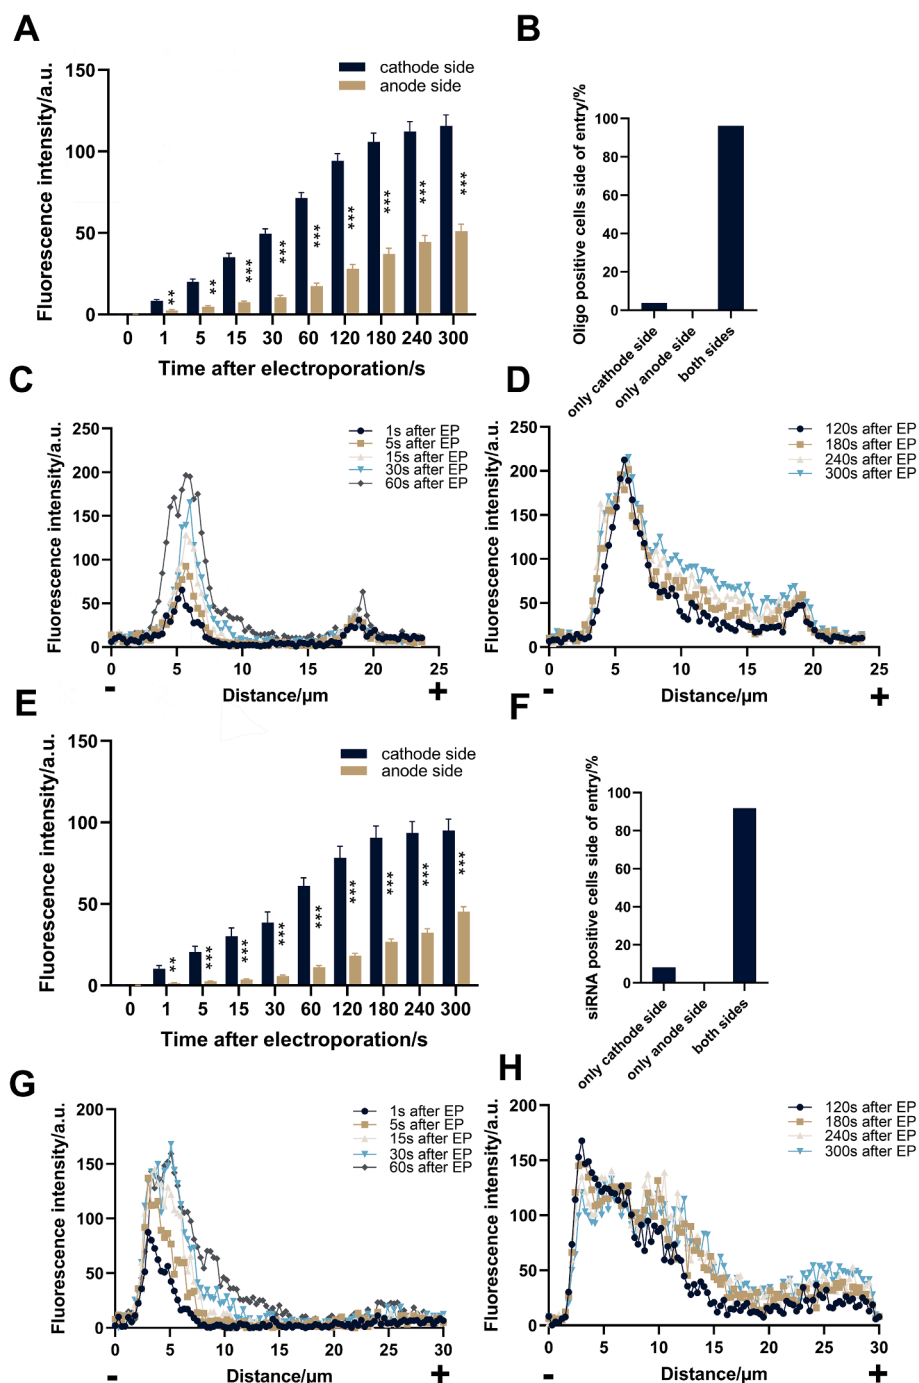 A
150
100
50
0
Fluorescence intensity/a.u.
cathode side
anode side
**
**
***
***
***
***
***
***
***
0 1 5 15 30 60 120 180 240 300
Time after electroporation/s
B
100
80
60
40
20
0
Oligo positive cells side of entry/%
only cathode side
only anode side
both sides
C
250
200
150
100
50
0
Fluorescence intensity/a.u.
1s after EP
5s after EP
15s after EP
30s after EP
60s after EP
0 5 10 15 20 25
- Distance/µm +
D
250
200
150
100
50
0
Fluorescence intensity/a.u.
120s after EP
180s after EP
240s after EP
300s after EP
0 5 10 15 20 25
- Distance/µm +
E
150
100
50
0
Fluorescence intensity/a.u.
cathode side
anode side
**
***
***
***
***
***
***
***
***
0 1 5 15 30 60 120 180 240 300
Time after electroporation/s
F
100
80
60
40
20
0
siRNA positive cells side of entry/%
only cathode side
only anode side
both sides
G
200
150
100
50
0
Fluorescence intensity/a.u.
1s after EP
5s after EP
15s after EP
30s after EP
60s after EP
0 5 10 15 20 25 30
- Distance/µm +
H
200
150
100
50
0
Fluorescence intensity/a.u.
120s after EP
180s after EP
240s after EP
300s after EP
0 5 10 15 20 25 30
- Distance/µm +